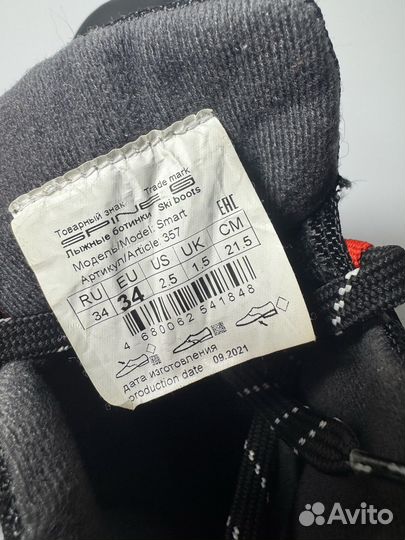 Товарный знак Trade mark
SPINE
Лыжные ботинки Ski boots
Модель/Model: Smart
Артикул/Article 357
EAC
RU EU US UK CM
34 34 2.5 1.5 21.5
4 680062 541848
дата изготовления
production date 09.2021
Avito